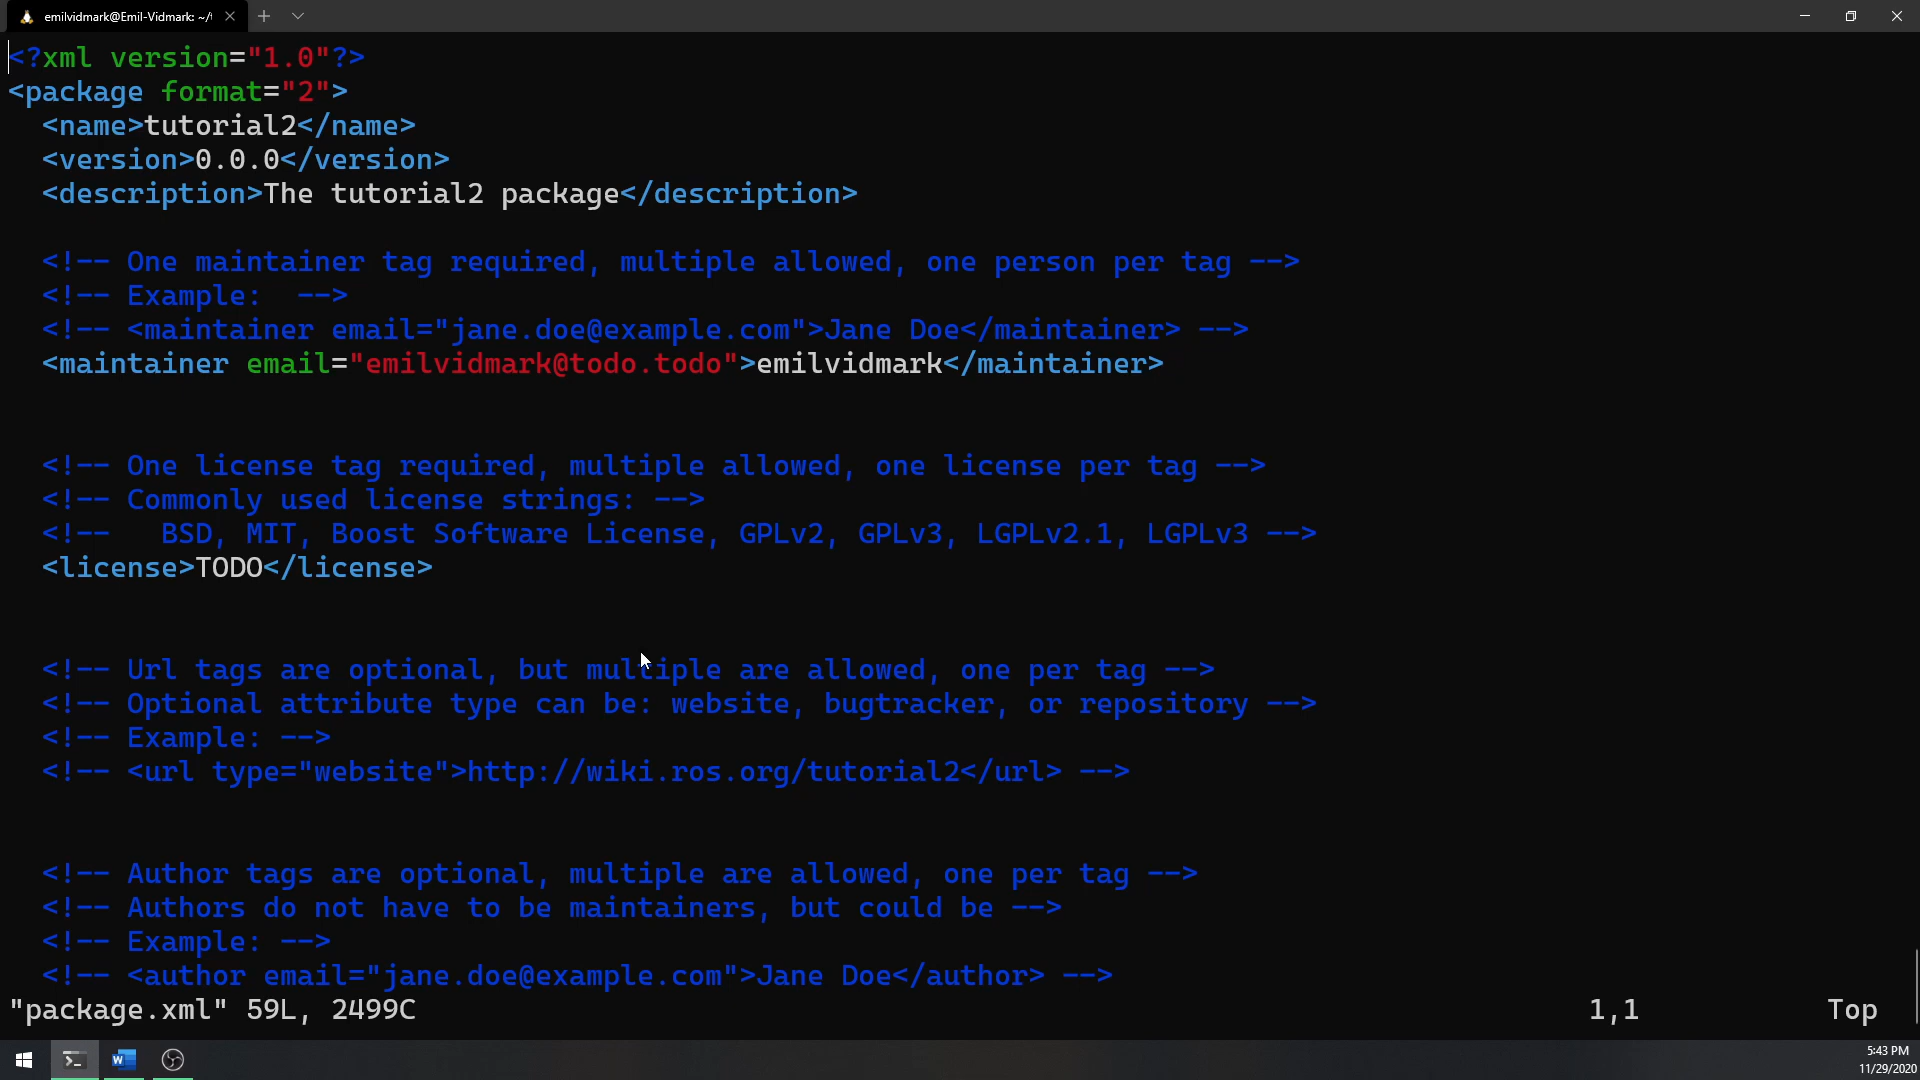 emilvidmark@Emil-Vidmark: ~/
<?xml version="1.0"?>
<package format="2">
  <name>tutorial2</name>
  <version>0.0.0</version>
  <description>The tutorial2 package</description>
  <!-- One maintainer tag required, multiple allowed, one person per tag -->
  <!-- Example:  -->
  <!-- <maintainer email="jane.doe@example.com">Jane Doe</maintainer> -->
  <maintainer email="emilvidmark@todo.todo">emilvidmark</maintainer>
  <!-- One license tag required, multiple allowed, one license per tag -->
  <!-- Commonly used license strings: -->
  <!--   BSD, MIT, Boost Software License, GPLv2, GPLv3, LGPLv2.1, LGPLv3 -->
  <license>TODO</license>
  <!-- Url tags are optional, but multiple are allowed, one per tag -->
  <!-- Optional attribute type can be: website, bugtracker, or repository -->
  <!-- Example: -->
  <!-- <url type="website">http://wiki.ros.org/tutorial2</url> -->
  <!-- Author tags are optional, multiple are allowed, one per tag -->
  <!-- Authors do not have to be maintainers, but could be -->
  <!-- Example: -->
  <!-- <author email="jane.doe@example.com">Jane Doe</author> -->
"package.xml" 59L, 2499C 1,1 Top
5:43 PM
11/29/2020